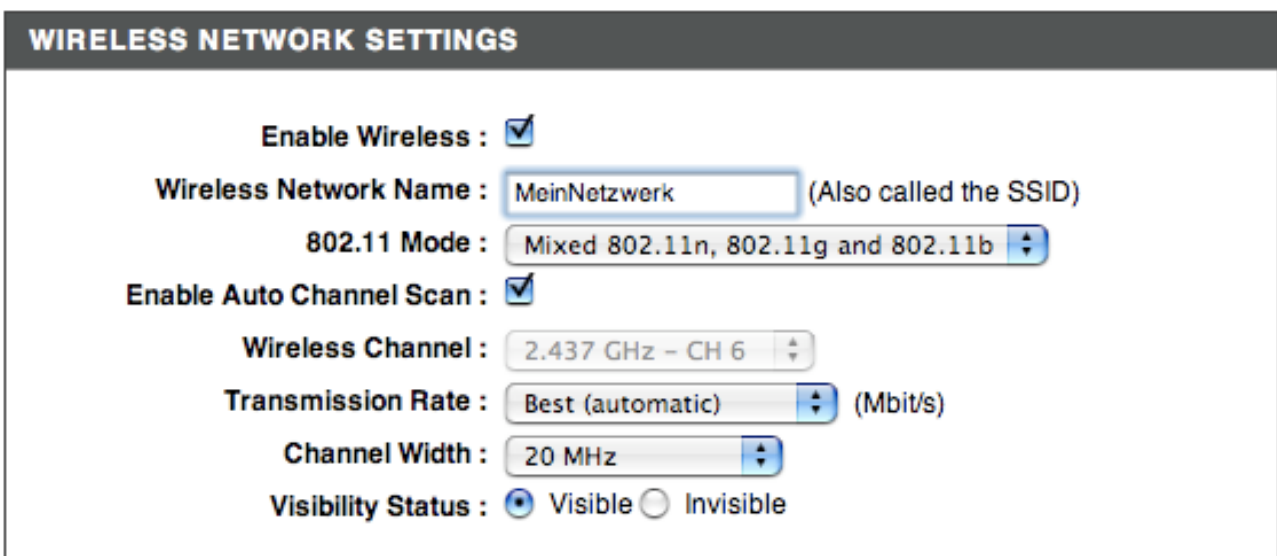 WIRELESS NETWORK SETTINGS
Enable Wireless :
Wireless Network Name : MeinNetzwerk (Also called the SSID)
802.11 Mode : Mixed 802.11n, 802.11g and 802.11b
Enable Auto Channel Scan :
Wireless Channel : 2.437 GHz – CH 6
Transmission Rate : Best (automatic) (Mbit/s)
Channel Width : 20 MHz
Visibility Status : Visible Invisible